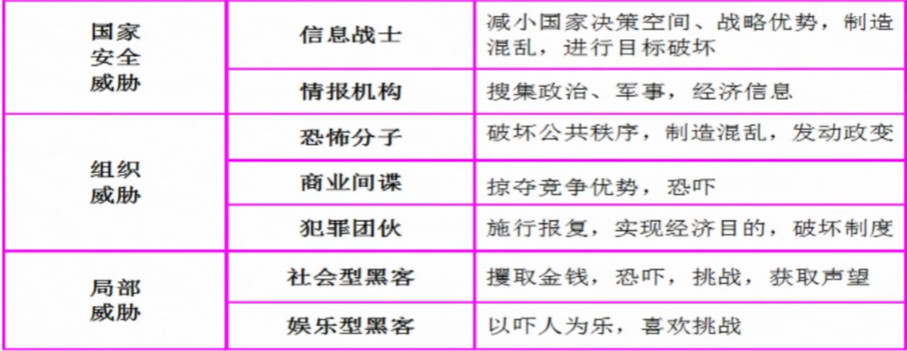 国家
安全
威胁
信息战士
减小国家决策空间、战略优势，制造
混乱，进行目标破坏
情报机构
搜集政治、军事，经济信息
组织
威胁
恐怖分子
破坏公共秩序，制造混乱，发动政变
商业间谍
掠夺竞争优势，恐吓
犯罪团伙
施行报复，实现经济目的，破坏制度
局部
威胁
社会型黑客
攫取金钱，恐吓，挑战，获取声望
娱乐型黑客
以吓人为乐，喜欢挑战